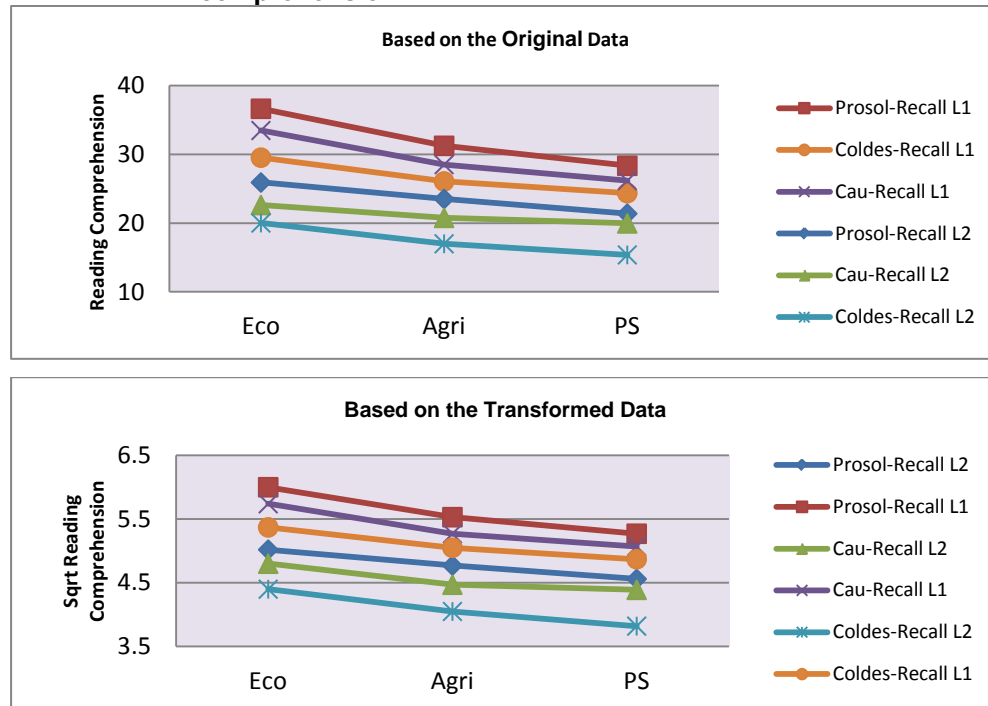 Based on the Original Data
Reading Comprehension
40
30
20
10
Eco Agri PS
Prosol-Recall L1
Coldes-Recall L1
Cau-Recall L1
Prosol-Recall L2
Cau-Recall L2
Coldes-Recall L2
Based on the Transformed Data
Sqrt Reading
Comprehension
6.5
5.5
4.5
3.5
Eco Agri PS
Prosol-Recall L2
Prosol-Recall L1
Cau-Recall L2
Cau-Recall L1
Coldes-Recall L2
Coldes-Recall L1